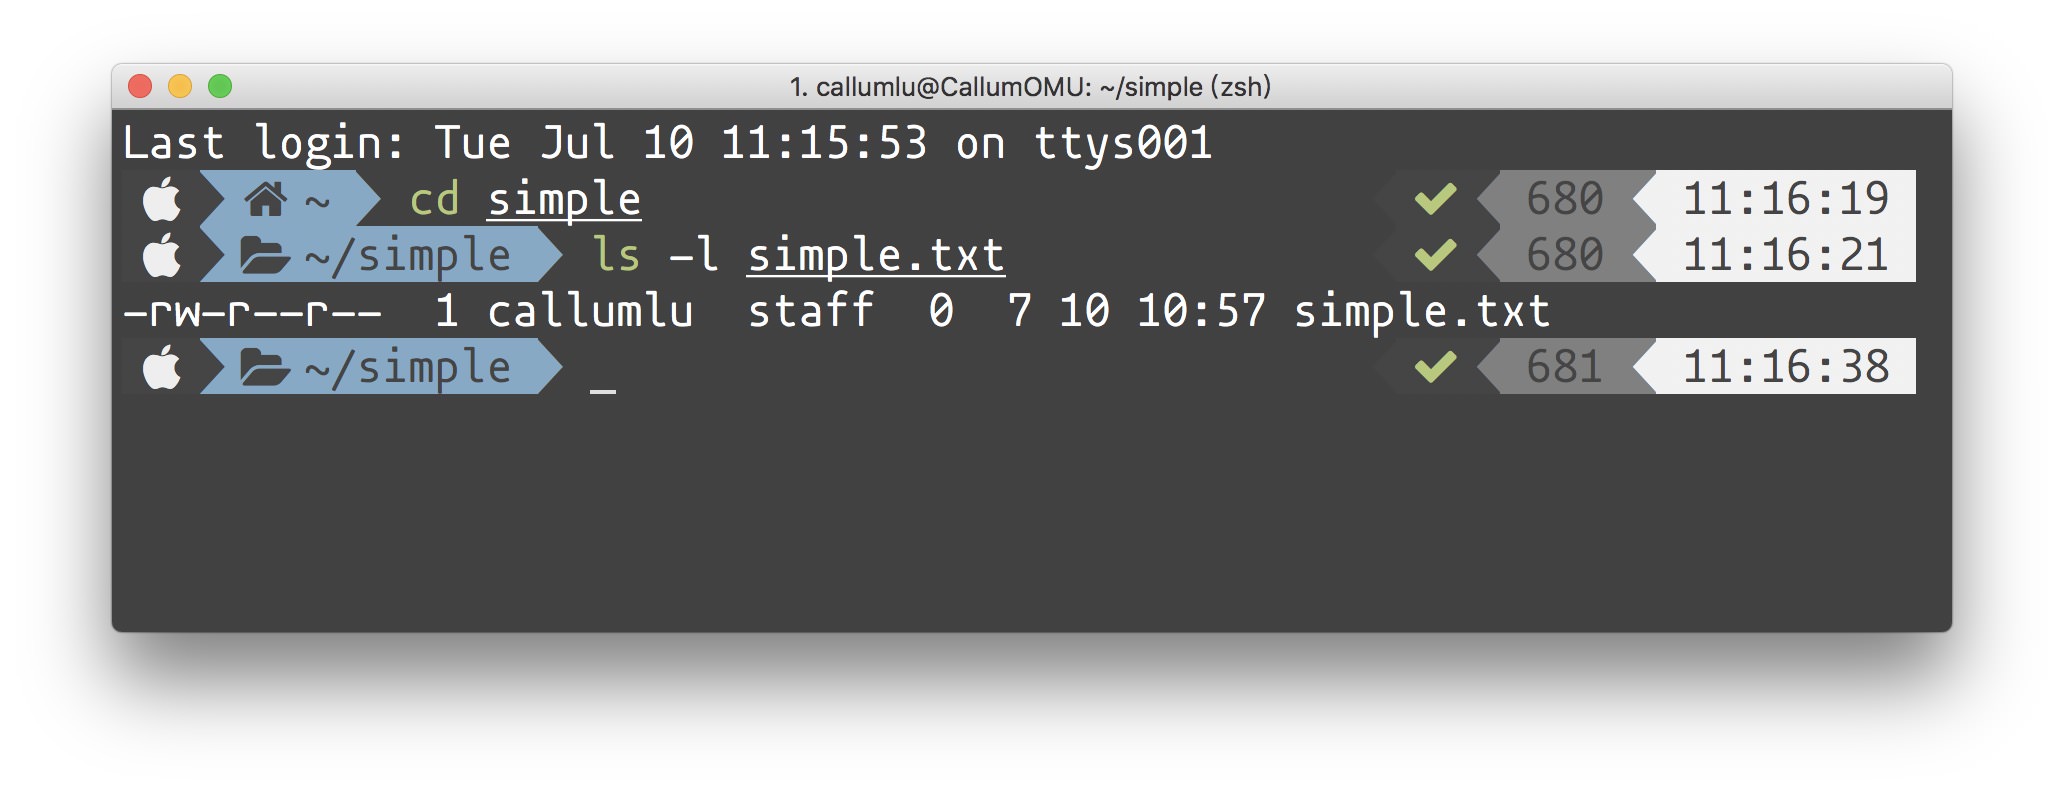 1. callumlu@CallumOMU: ~/simple (zsh)
Last login: Tue Jul 10 11:15:53 on ttys001
~ cd simple 680 11:16:19
~/simple ls -l simple.txt 680 11:16:21
-rw-r--r--  1 callumlu  staff  0  7 10 10:57 simple.txt
~/simple _ 681 11:16:38